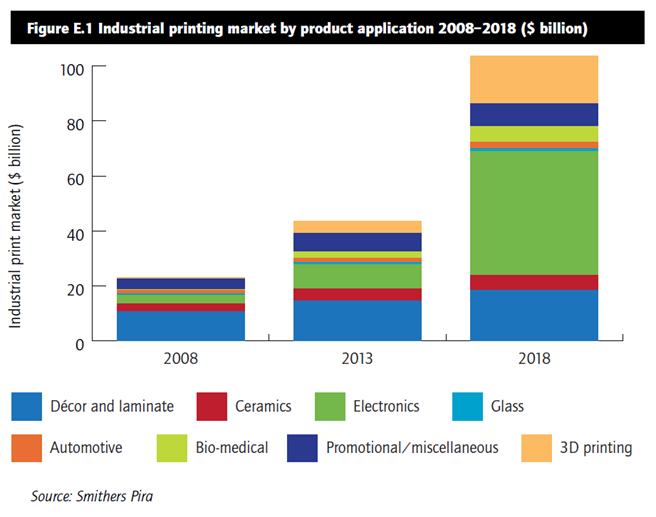 Figure E.1 Industrial printing market by product application 2008–2018 ($ billion)
Industrial print market ($ billion)
100
80
60
40
20
0
2008 2013 2018
Décor and laminate Ceramics Electronics Glass
Automotive Bio-medical Promotional/miscellaneous 3D printing
Source: Smithers Pira